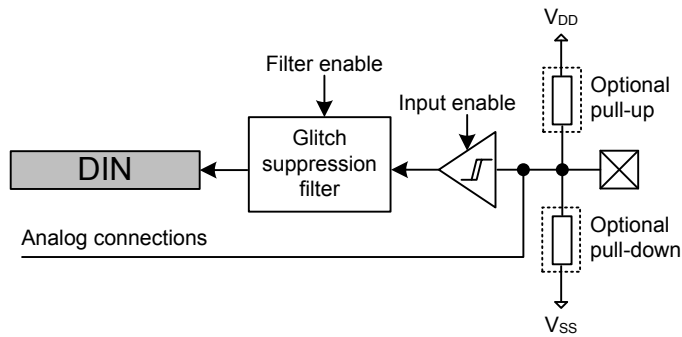 VDD
Filter enable
Optional
pull-up
Input enable
Glitch
suppression
filter
DIN
Analog connections
Optional
pull-down
VSS